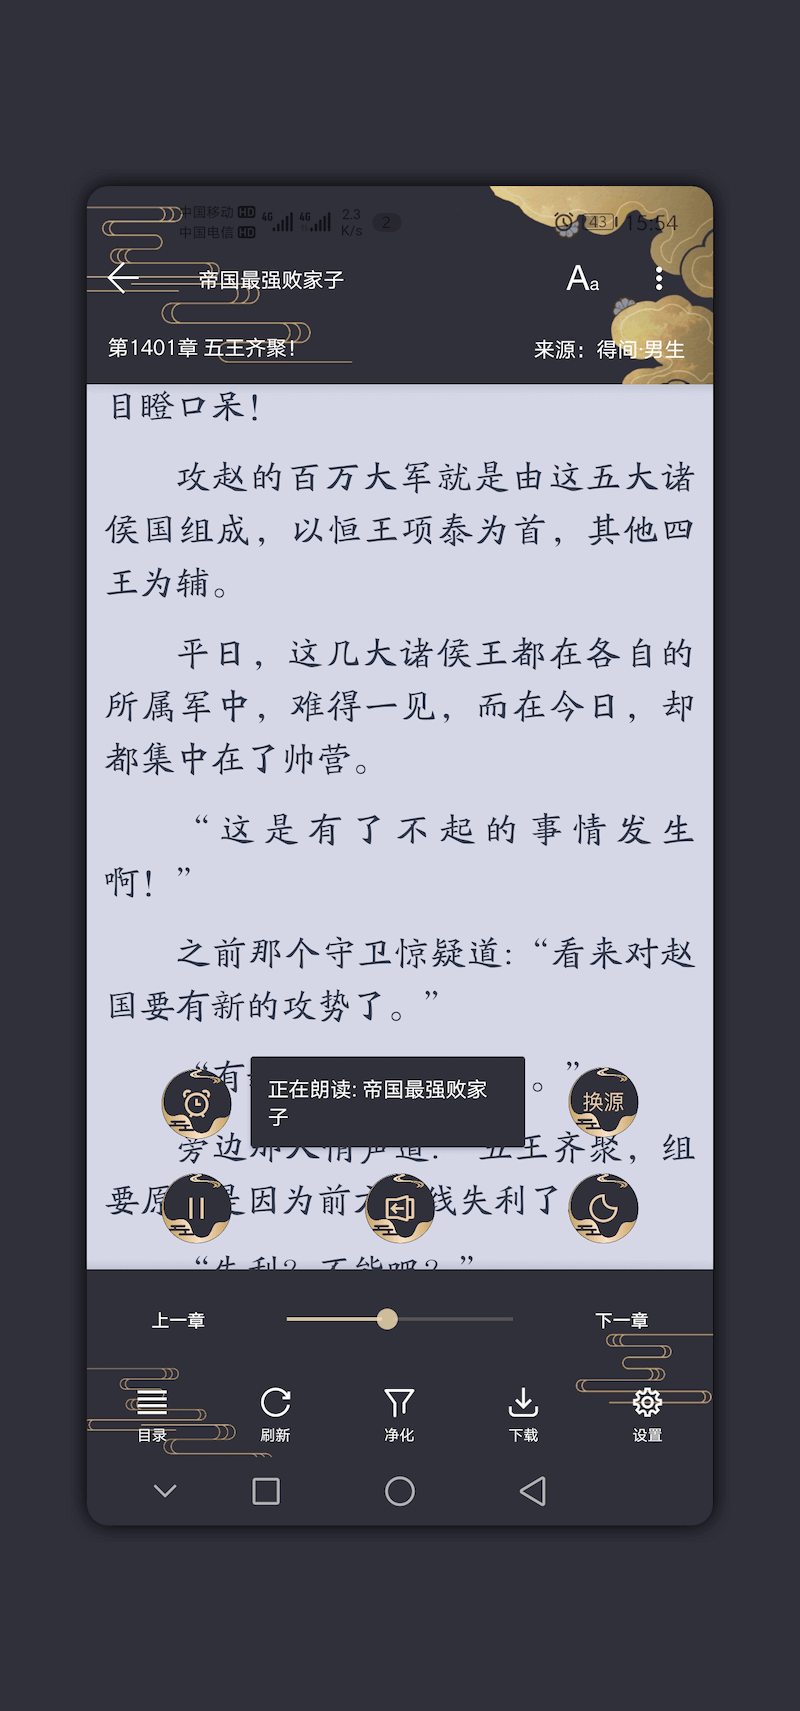 中国移动 HD 4G 4G 2.3 K/s 2 43 15:54
中国电信 HD
帝国最强败家子 Aa
第1401章 五王齐聚! 来源：得间·男生
目瞪口呆！
攻赵的百万大军就是由这五大诸
侯国组成，以恒王项泰为首，其他四
王为辅。
平日，这几大诸侯王都在各自的
所属军中，难得一见，而在今日，却
都集中在了帅营。
“这是有了不起的事情发生
啊！”
之前那个守卫惊疑道：“看来对赵
国要有新的攻势了。”
“有 。”
正在朗读: 帝国最强败家
子
换源
旁边那人悄声道： 五王齐聚，组
要原 是因为前 线失利了
“失利？不能吧？”
上一章 下一章
目录 刷新 净化 下载 设置